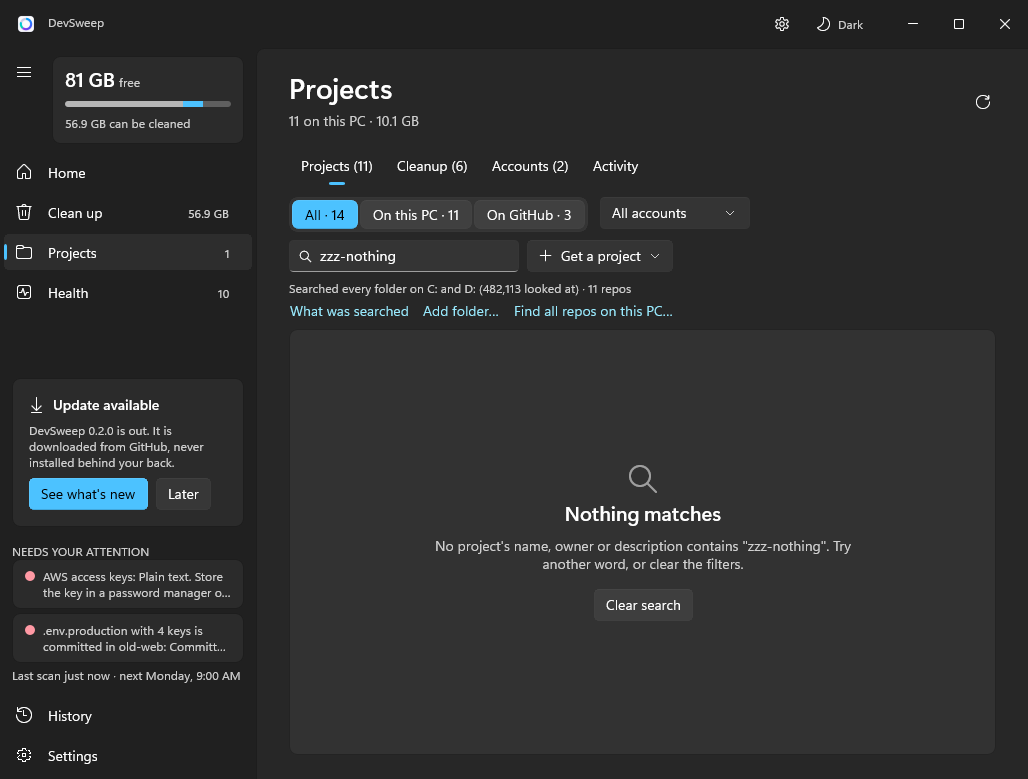 DevSweep
Dark
81 GB free
56.9 GB can be cleaned
Home
Clean up 56.9 GB
Projects 1
Health 10
Update available
DevSweep 0.2.0 is out. It is
downloaded from GitHub, never
installed behind your back.
See what's new
Later
NEEDS YOUR ATTENTION
AWS access keys: Plain text. Store
the key in a password manager o...
.env.production with 4 keys is
committed in old-web: Committ...
Last scan just now · next Monday, 9:00 AM
History
Settings
Projects
11 on this PC · 10.1 GB
Projects (11) Cleanup (6) Accounts (2) Activity
All · 14 On this PC · 11 On GitHub · 3 All accounts
zzz-nothing Get a project
Searched every folder on C: and D: (482,113 looked at) · 11 repos
What was searched Add folder... Find all repos on this PC...
Nothing matches
No project's name, owner or description contains "zzz-nothing". Try
another word, or clear the filters.
Clear search